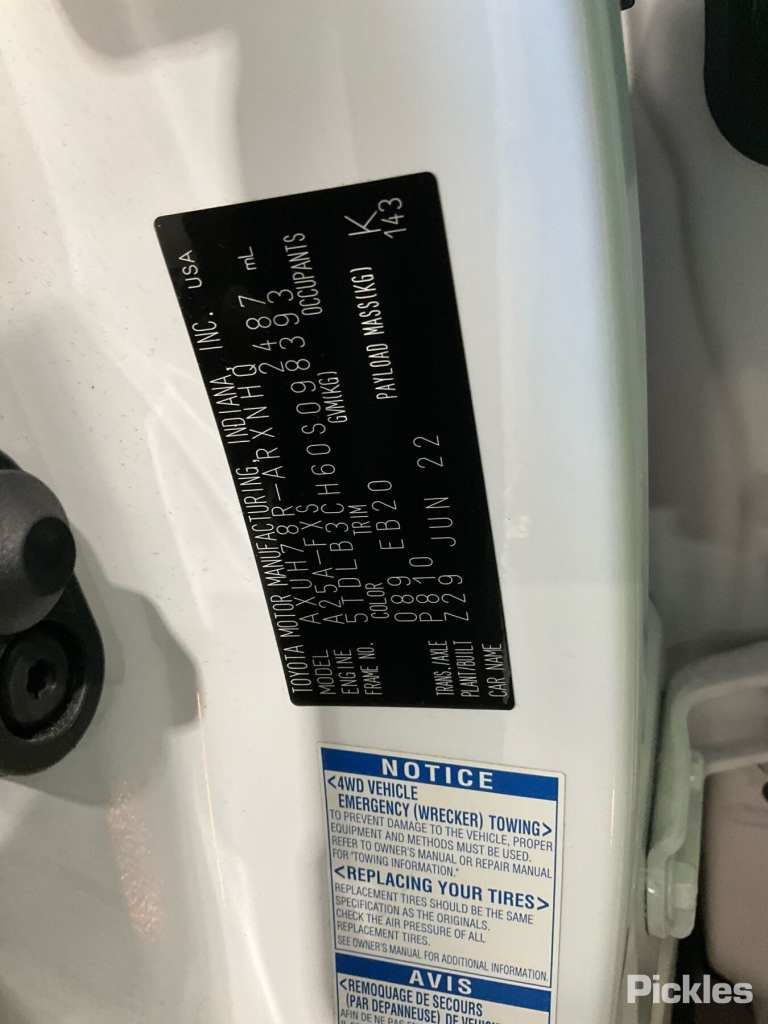 TOYOTA MOTOR MANUFACTURING, INDIANA, INC. USA
MODEL AXUH78R-ARXNHQ
ENGINE A25A-FXS 2487 mL
FRAME NO. 5TDLB3CH60S098393
COLOR TRIM GVM(KG) OCCUPANTS
089 EB20
TRANS./AXLE P810 PAYLOAD MASS(KG) K
PLANT/BUILT Z29 JUN 22 143
CAR NAME
NOTICE
<4WD VEHICLE
EMERGENCY (WRECKER) TOWING>
TO PREVENT DAMAGE TO THE VEHICLE, PROPER
EQUIPMENT AND METHODS MUST BE USED.
REFER TO OWNER'S MANUAL OR REPAIR MANUAL
FOR "TOWING INFORMATION."
<REPLACING YOUR TIRES>
REPLACEMENT TIRES SHOULD BE THE SAME
SPECIFICATION AS THE ORIGINALS.
CHECK THE AIR PRESSURE OF ALL
REPLACEMENT TIRES.
SEE OWNER'S MANUAL FOR ADDITIONAL INFORMATION.
AVIS
<REMOQUAGE DE SECOURS
(PAR DEPANNEUSE) DE
AFIN DE NE PAS
Pickles